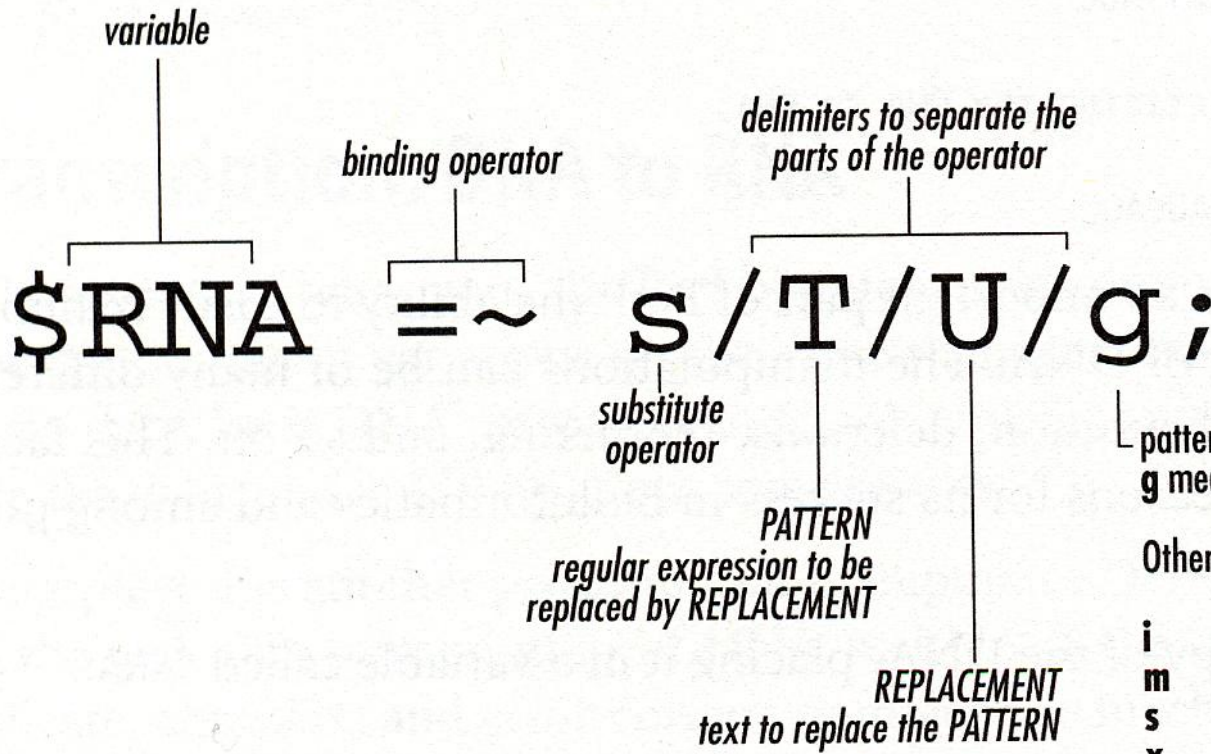 variable
binding operator
delimiters to separate the
parts of the operator
$RNA =~ s/T/U/g;
substitute
operator
g
PATTERN
regular expression to be
replaced by REPLACEMENT
Other
i
m
s
x
REPLACEMENT
text to replace the PATTERN